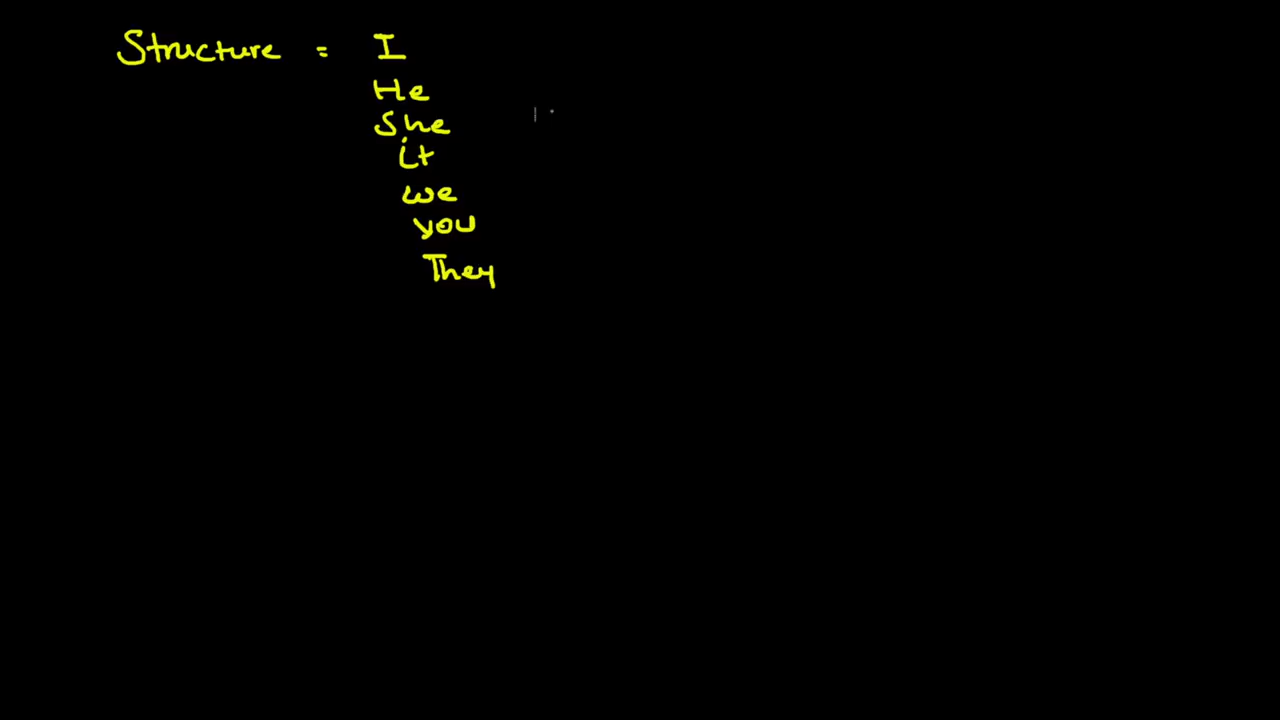 Structure = I
He
She
it
we
you
They